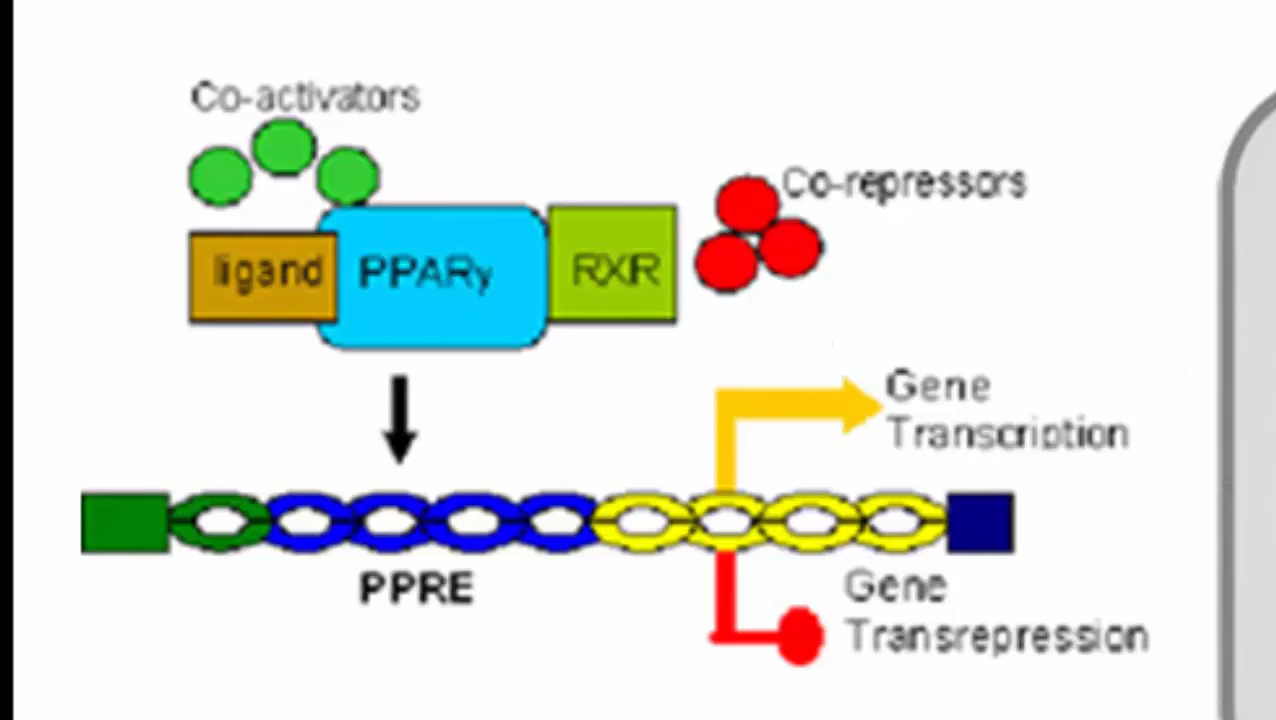 Co-activators
Co-repressors
ligand
PPARγ
RXR
Gene
Transcription
PPRE
Gene
Transrepression